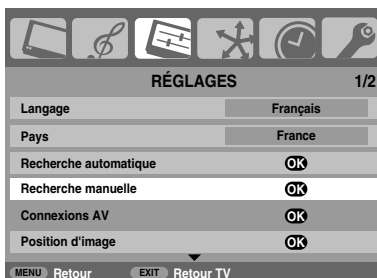 RÉGLAGES 1/2
Langage Français
Pays France
Recherche automatique OK
Recherche manuelle OK
Connexions AV OK
Position d'image OK
MENU Retour EXIT Retour TV